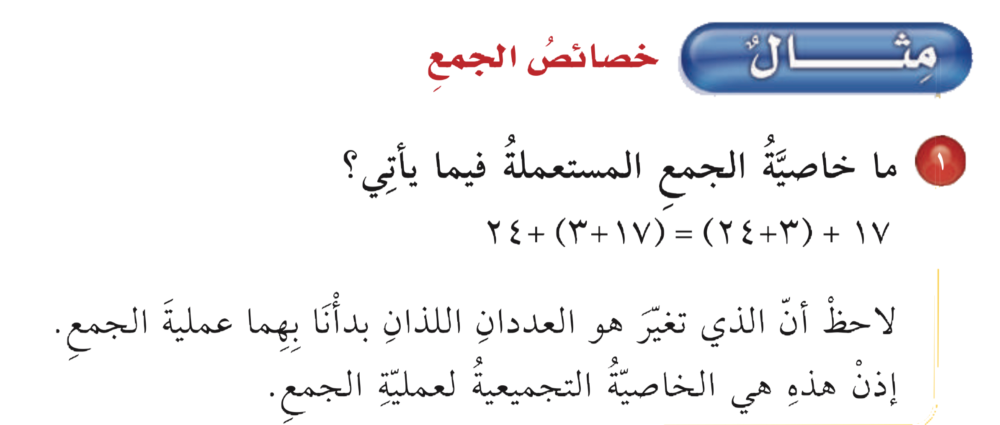 مِثـــالٌ خصائصُ الجمعِ
١ ما خاصيَّةُ الجمعِ المستعملةُ فيما يأتِي؟
١٧ + (٣+٢٤) = (١٧+٣) +٢٤
لاحظْ أنّ الذي تغيّرَ هو العددانِ اللذانِ بدأْنَا بِهِما عمليةَ الجمعِ.
إذنْ هذهِ هي الخاصيّةُ التجميعيةُ لعمليّةِ الجمعِ.